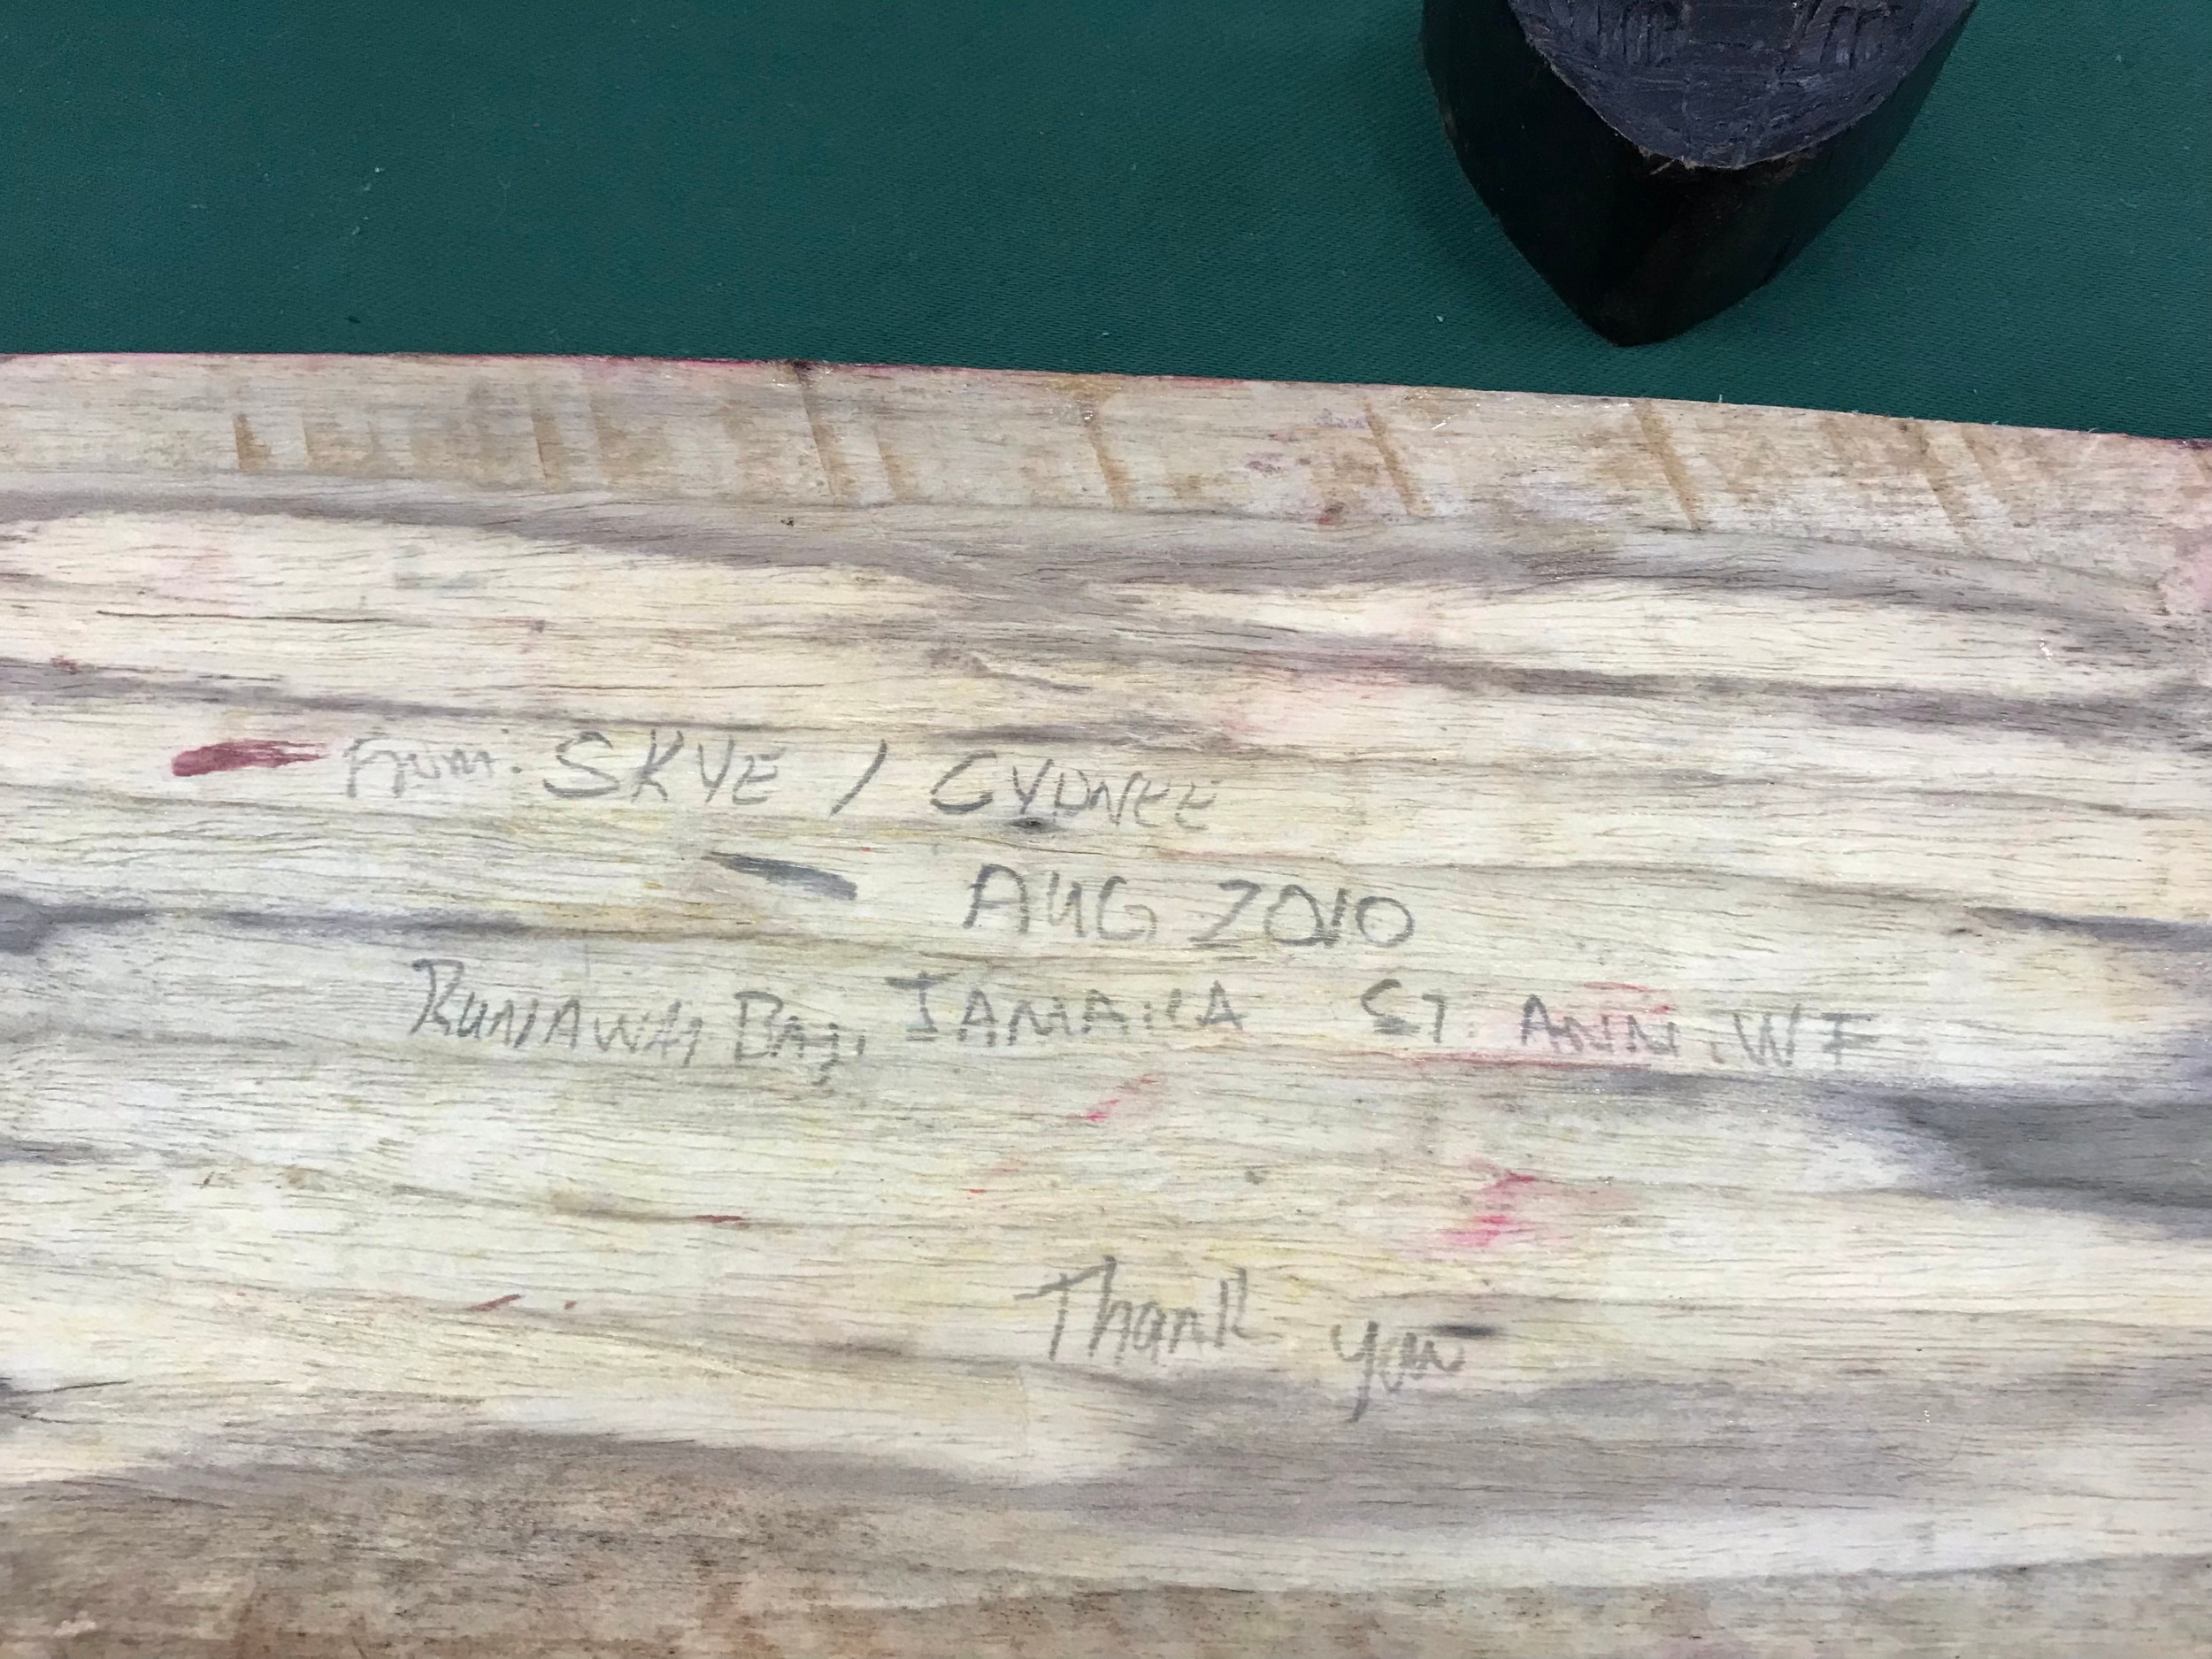 From: SKYE / CYDNEE
AUG 2010
RUNAWAY BAY, JAMAICA ST. ANN. W F
Thank you